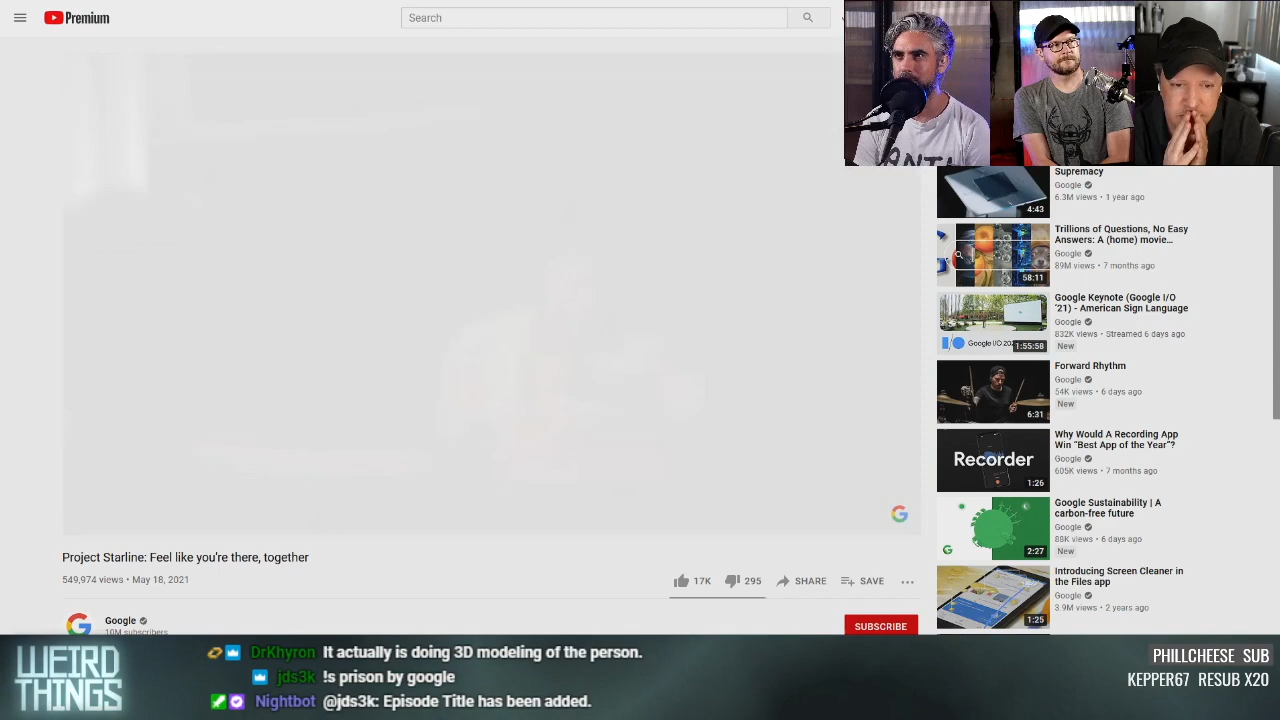 Premium
Search
ANTA
Supremacy
Google
6.3M views • 1 year ago
4:43
Trillions of Questions, No Easy
Answers: A (home) movie...
Google
89M views • 7 months ago
58:11
Google Keynote (Google I/O
'21) - American Sign Language
Google
832K views • Streamed 6 days ago
New
Google I/O 202
1:55:58
Forward Rhythm
Google
54K views • 6 days ago
New
6:31
Why Would A Recording App
Win “Best App of the Year”?
Google
605K views • 7 months ago
Recorder
1:26
Google Sustainability | A
carbon-free future
Google
88K views • 6 days ago
New
2:27
Introducing Screen Cleaner in
the Files app
Google
3.9M views • 2 years ago
1:25
Project Starline: Feel like you're there, together
549,974 views • May 18, 2021
17K 295 SHARE SAVE
Google
10M subscribers
SUBSCRIBE
WEIRD
THINGS
DrKhyron It actually is doing 3D modeling of the person.
jds3k !s prison by google
Nightbot @jds3k: Episode Title has been added.
PHILLCHEESE SUB
KEPPER67 RESUB X20